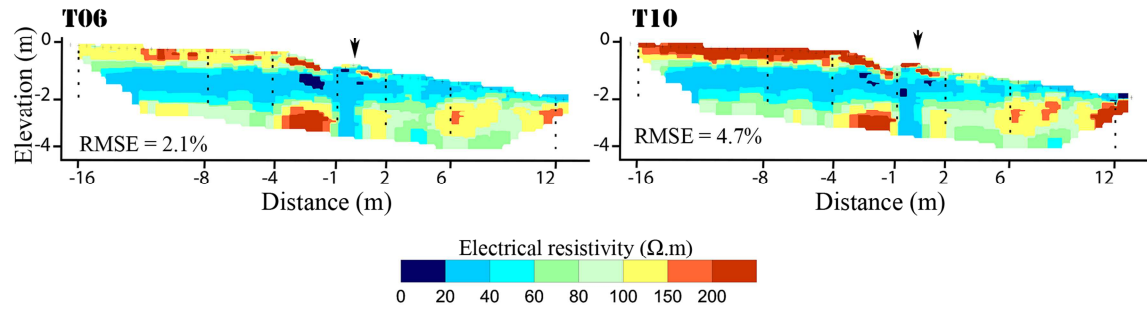 T06
T10
Elevation (m)
0
-2
-4
RMSE = 2.1%
-16
-8
-4
-1
2
6
12
Distance (m)
0
-2
-4
RMSE = 4.7%
-16
-8
-4
-1
2
6
12
Distance (m)
Electrical resistivity (Ω.m)
0 20 40 60 80 100 150 200